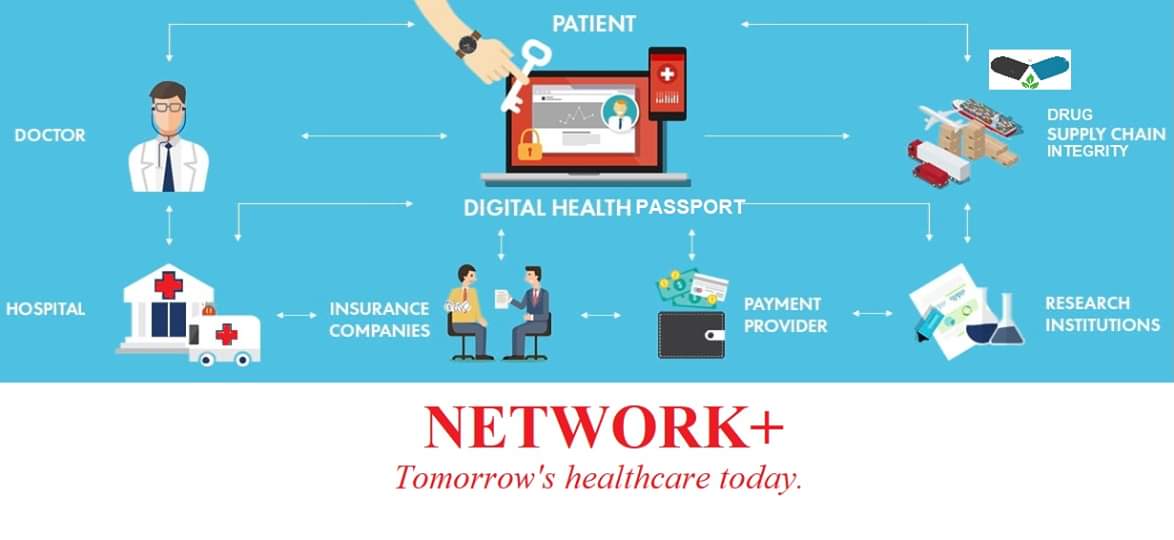 PATIENT
DOCTOR
DRUG
SUPPLY CHAIN
INTEGRITY
DIGITAL HEALTH PASSPORT
HOSPITAL
INSURANCE
COMPANIES
PAYMENT
PROVIDER
RESEARCH
INSTITUTIONS
NETWORK+
Tomorrow's healthcare today.